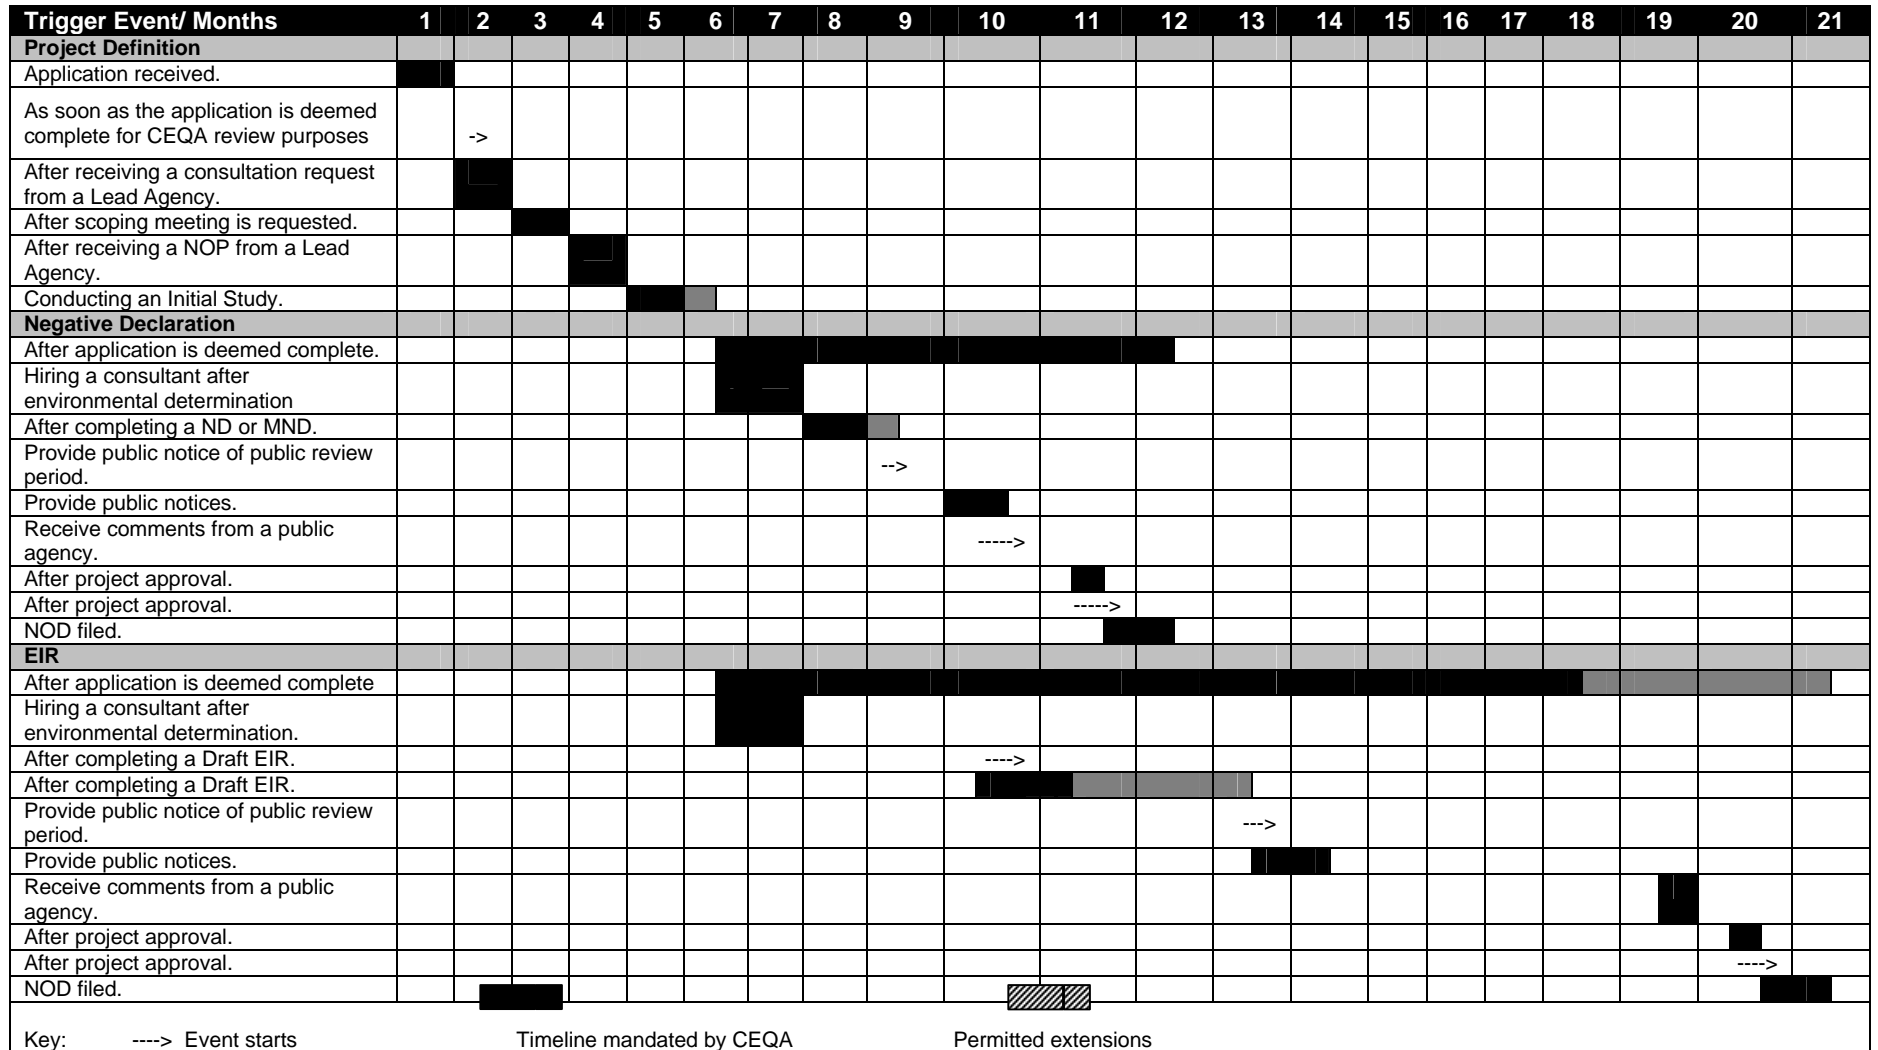 Trigger Event/ Months 1 2 3 4 5 6 7 8 9 10 11 12 13 14 15 16 17 18 19 20 21
Project Definition
Application received.
As soon as the application is deemed
complete for CEQA review purposes ->
After receiving a consultation request
from a Lead Agency.
After scoping meeting is requested.
After receiving a NOP from a Lead
Agency.
Conducting an Initial Study.
Negative Declaration
After application is deemed complete.
Hiring a consultant after
environmental determination
After completing a ND or MND.
Provide public notice of public review
period. -->
Provide public notices.
Receive comments from a public
agency. ----->
After project approval.
After project approval. ----->
NOD filed.
EIR
After application is deemed complete
Hiring a consultant after
environmental determination.
After completing a Draft EIR. ---->
After completing a Draft EIR.
Provide public notice of public review
period. --->
Provide public notices.
Receive comments from a public
agency.
After project approval.
After project approval. ---->
NOD filed.
Key: ----> Event starts Timeline mandated by CEQA Permitted extensions